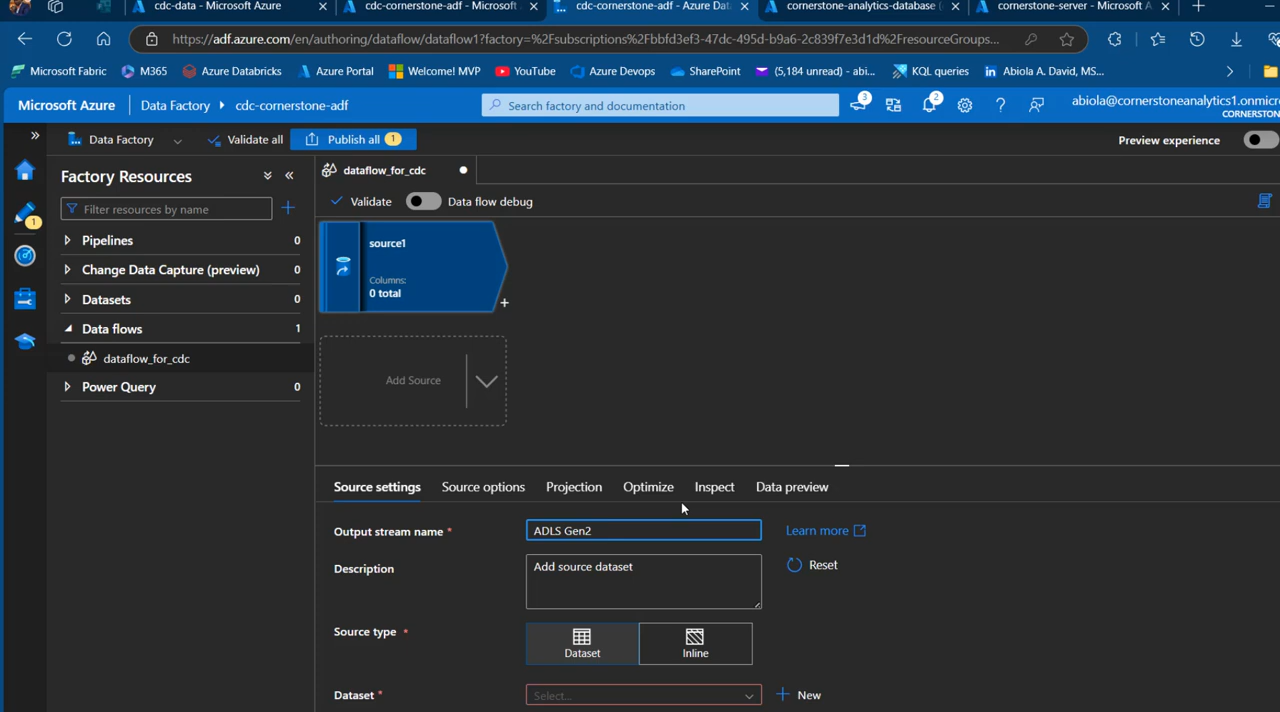 cdc-data - Microsoft Azure
cdc-cornerstone-adf - Microsoft
cdc-cornerstone-adf - Azure Dat
cornerstone-analytics-database (
cornerstone-server - Microsoft A
https://adf.azure.com/en/authoring/dataflow/dataflow1?factory=%2Fsubscriptions%2Fbbfd3ef3-47dc-495d-b9a6-2c839f7e3d1d%2FresourceGroups...
Microsoft Fabric
M365
Azure Databricks
Azure Portal
Welcome! MVP
YouTube
Azure Devops
SharePoint
(5,184 unread) - abi...
KQL queries
Abiola A. David, MS...
Microsoft Azure
Data Factory
cdc-cornerstone-adf
Search factory and documentation
3
2
abiola@cornerstoneanalytics1.onmicro
CORNERSTON
Data Factory
Validate all
Publish all 1
Preview experience
Factory Resources
Filter resources by name
1
Pipelines 0
Change Data Capture (preview) 0
Datasets 0
Data flows 1
dataflow_for_cdc
Power Query 0
dataflow_for_cdc
Validate
Data flow debug
source1
Columns:
0 total
Add Source
Source settings
Source options
Projection
Optimize
Inspect
Data preview
Output stream name *
ADLS Gen2
Learn more
Description
Add source dataset
Reset
Source type *
Dataset
Inline
Dataset *
Select...
New